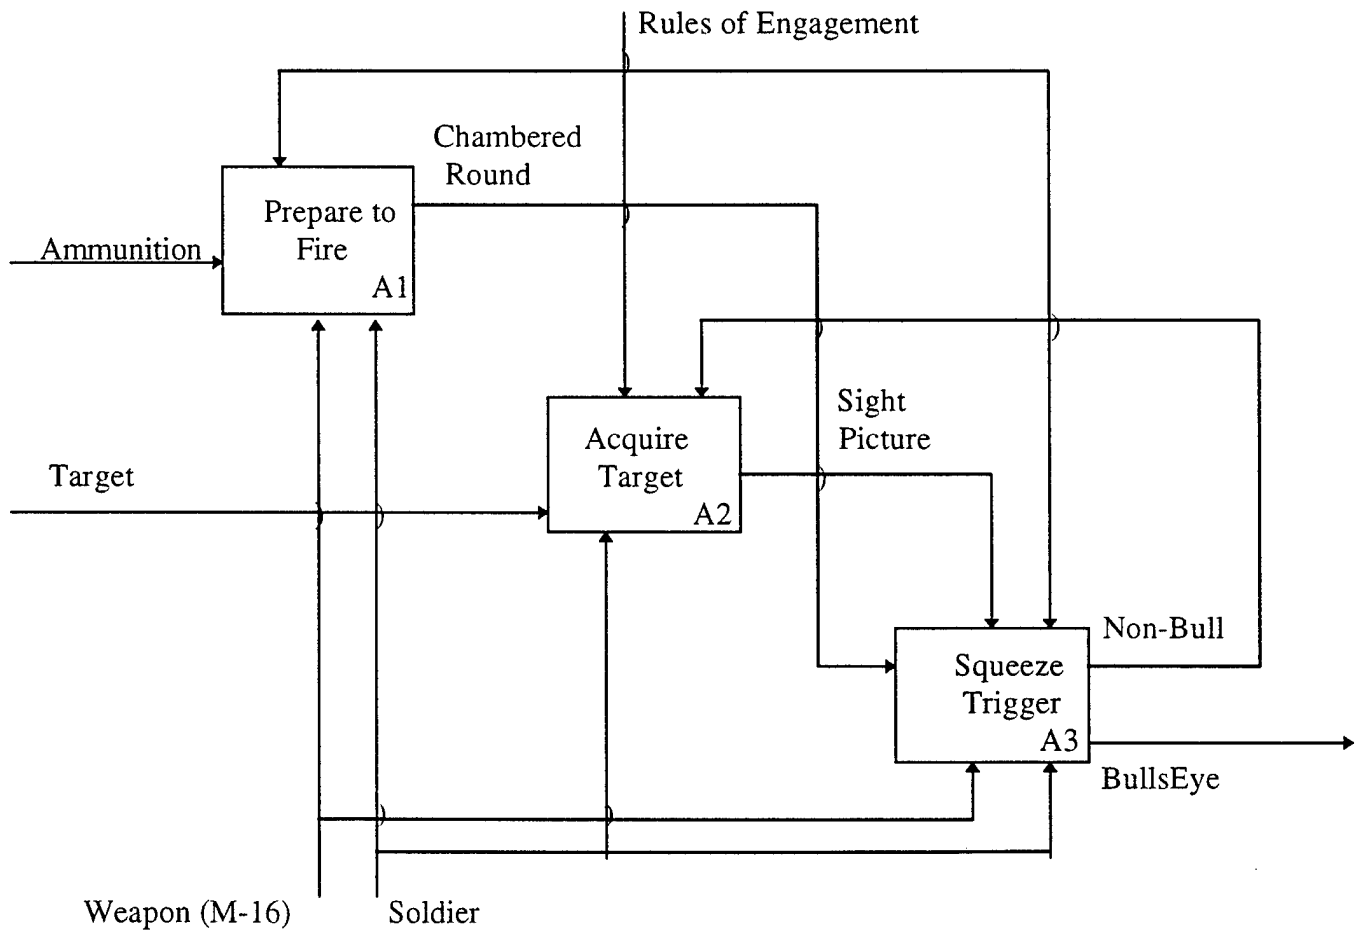 Rules of Engagement
Chambered
Round
Prepare to
Fire
A1
Ammunition
Sight
Picture
Acquire
Target
A2
Target
Non-Bull
Squeeze
Trigger
A3
BullsEye
Weapon (M-16)
Soldier